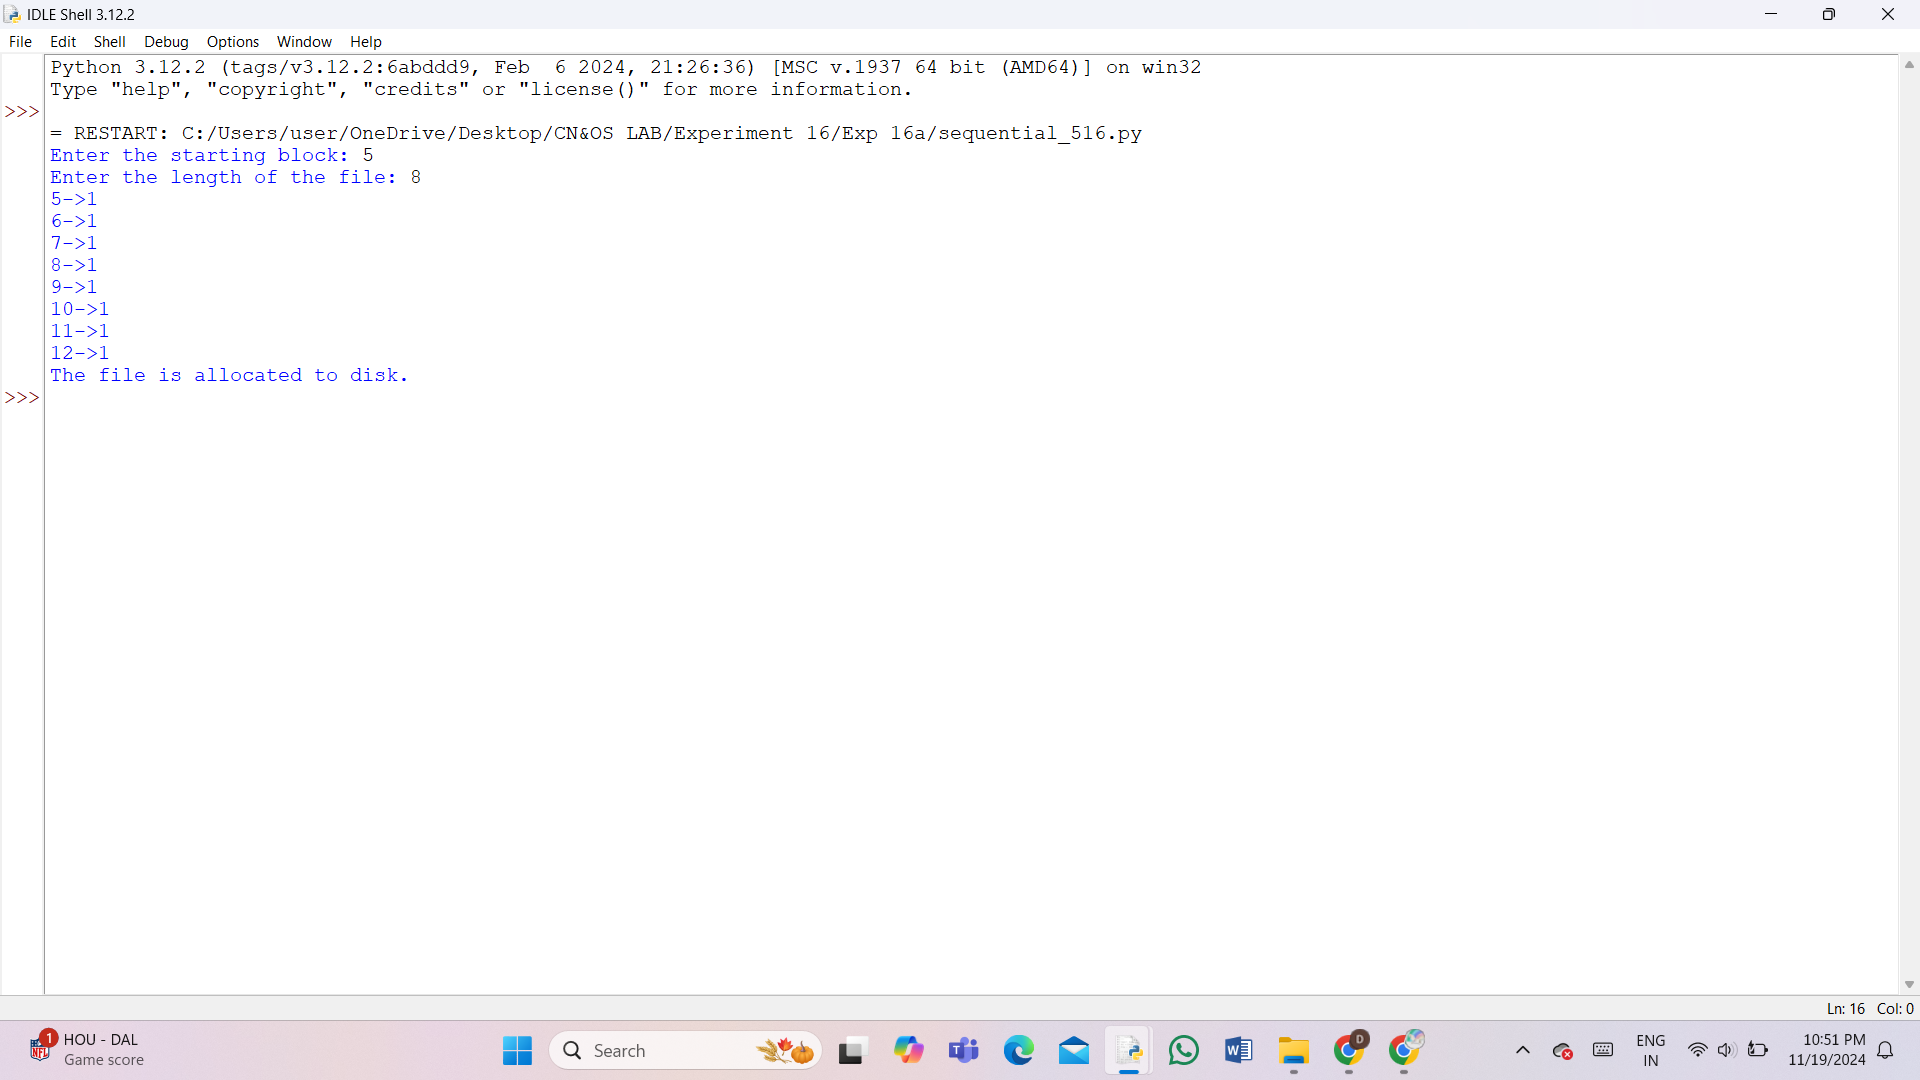 IDLE Shell 3.12.2
File Edit Shell Debug Options Window Help
Python 3.12.2 (tags/v3.12.2:6abddd9, Feb  6 2024, 21:26:36) [MSC v.1937 64 bit (AMD64)] on win32
Type "help", "copyright", "credits" or "license()" for more information.
>>>
= RESTART: C:/Users/user/OneDrive/Desktop/CN&OS LAB/Experiment 16/Exp 16a/sequential_516.py
Enter the starting block: 5
Enter the length of the file: 8
5->1
6->1
7->1
8->1
9->1
10->1
11->1
12->1
The file is allocated to disk.
>>>
Ln: 16 Col: 0
1
NFL
HOU - DAL
Game score
Search
D
ENG
IN
10:51 PM
11/19/2024